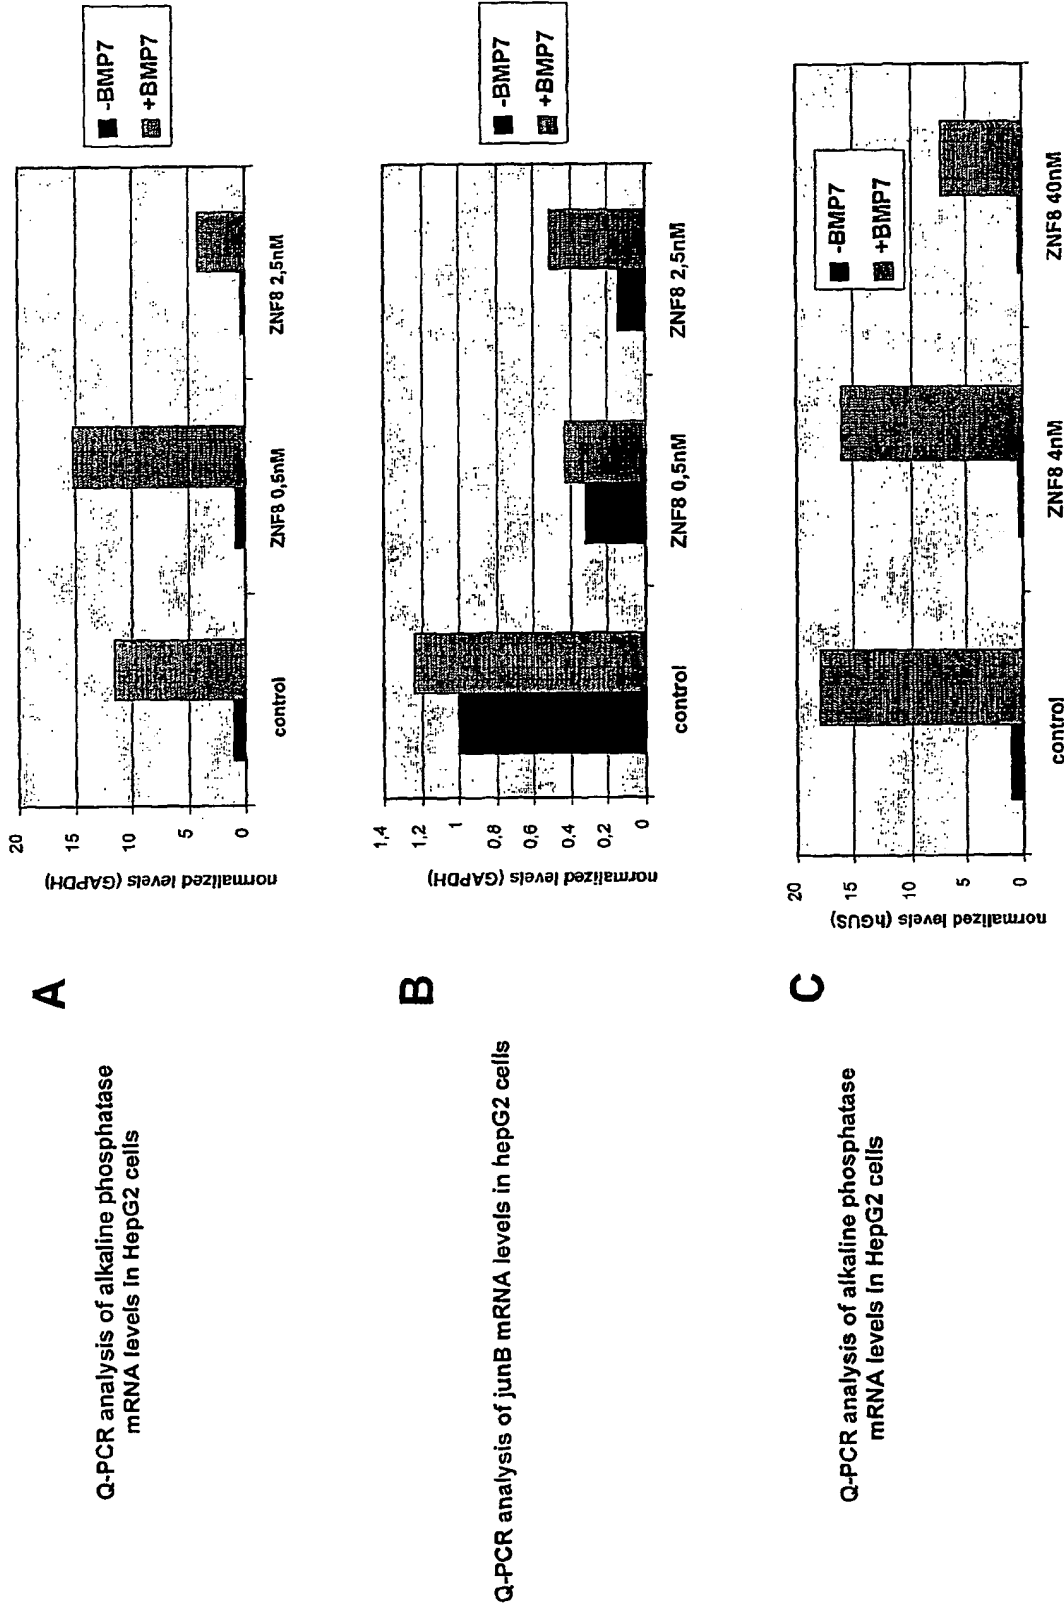 A
Q-PCR analysis of alkaline phosphatase
mRNA levels in HepG2 cells
normalized levels (GAPDH)
20
15
10
5
0
control
ZNF8 0,5nM
ZNF8 2,5nM
-BMP7
+BMP7
B
Q-PCR analysis of junB mRNA levels in hepG2 cells
normalized levels (GAPDH)
1,4
1,2
1
0,8
0,6
0,4
0,2
0
control
ZNF8 0,5nM
ZNF8 2,5nM
-BMP7
+BMP7
C
Q-PCR analysis of alkaline phosphatase
mRNA levels in HepG2 cells
normalized levels (hGUS)
20
15
10
5
0
control
ZNF8 4nM
ZNF8 40nM
-BMP7
+BMP7